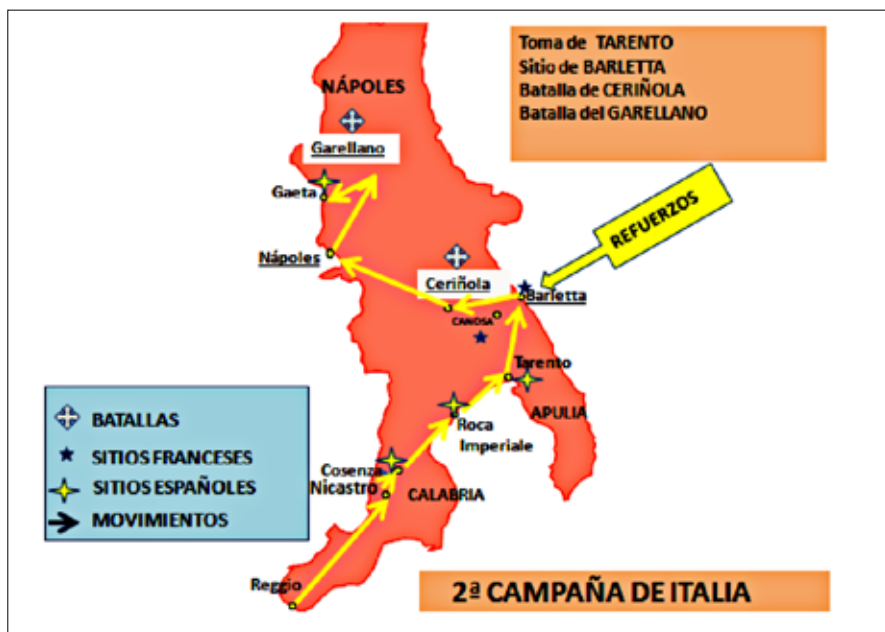 Toma de TARENTO
Sitio de BARLETTA
Batalla de CERIÑOLA
Batalla del GARELLANO
NÁPOLES
Garellano
Gaeta
REFUERZOS
Nápoles
Ceriñola
Barletta
CANOSA
Tarento
APULIA
Roca
Imperiale
Cosenza
Nicastro
CALABRIA
Reggio
BATALLAS
SITIOS FRANCESES
SITIOS ESPAÑOLES
MOVIMIENTOS
2ª CAMPAÑA DE ITALIA